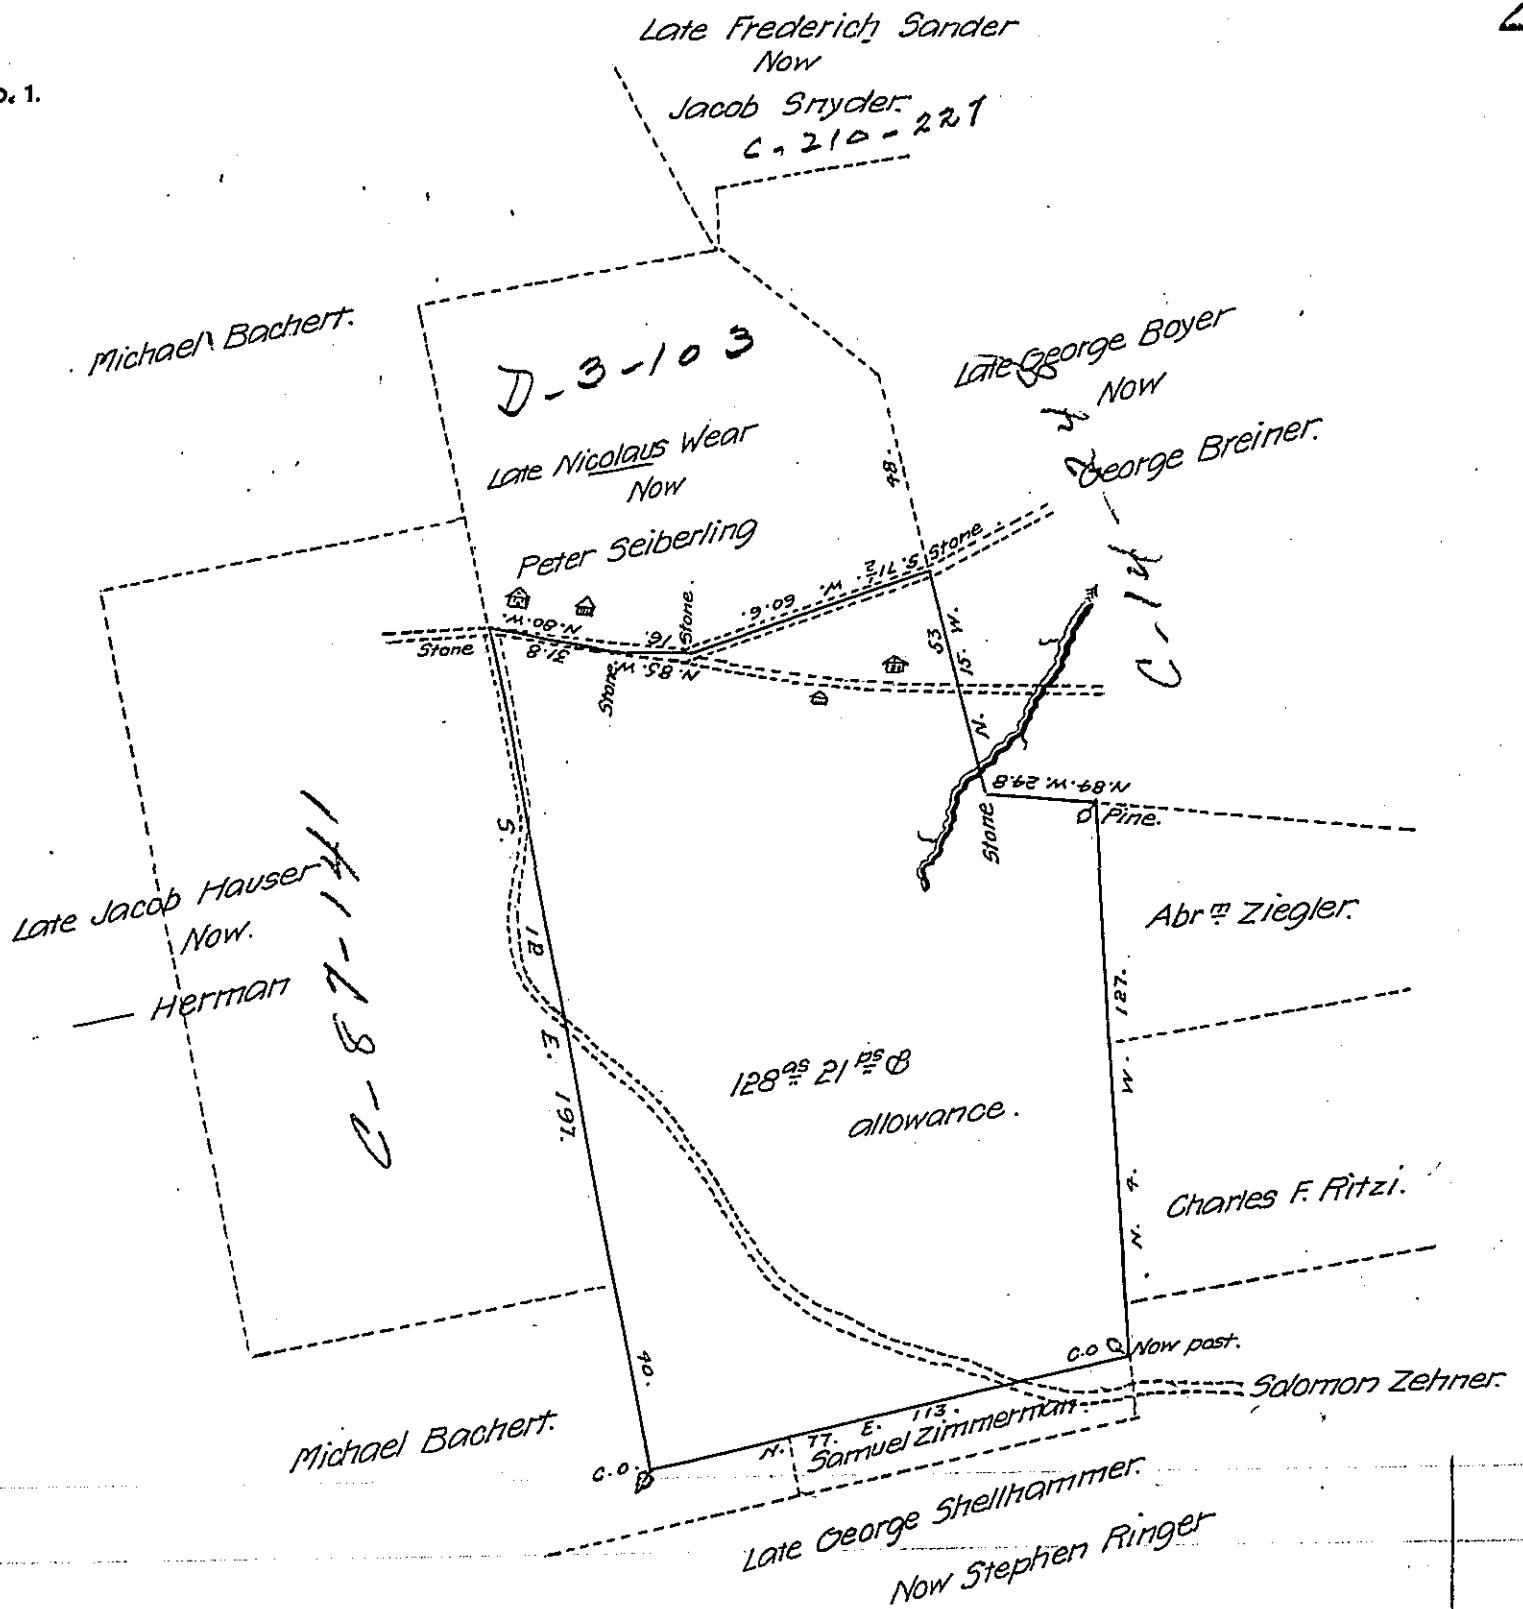 Late Frederich Sander
Now
Jacob Snyder.
C-210-227
Michael Bachert.
D-3-103
Late Nicolaus Wear
Now
Peter Seiberling
Late George Boyer
Now
George Breiner.
48.
Stone.
S. 71½. W.
60.6.
Stone.
16.
N. 80. W.
31.8
N. 85. W.
Stone
Stone.
53
N. 15. W.
N. 84. W. 29.8
Stone
Pine.
Late Jacob Hauser
Now.
— Herman
C-87-141
S. 12 E. 197.
Abrm Ziegler.
127.
N. 4. W.
128as 21ps &
allowance.
Charles F. Ritzi.
40.
C.O
Now post.
Solomon Zehner.
Michael Bachert.
C.O.
N. 77. E. 113.
Samuel Zimmerman.
Late George Shellhammer.
Now Stephen Ringer